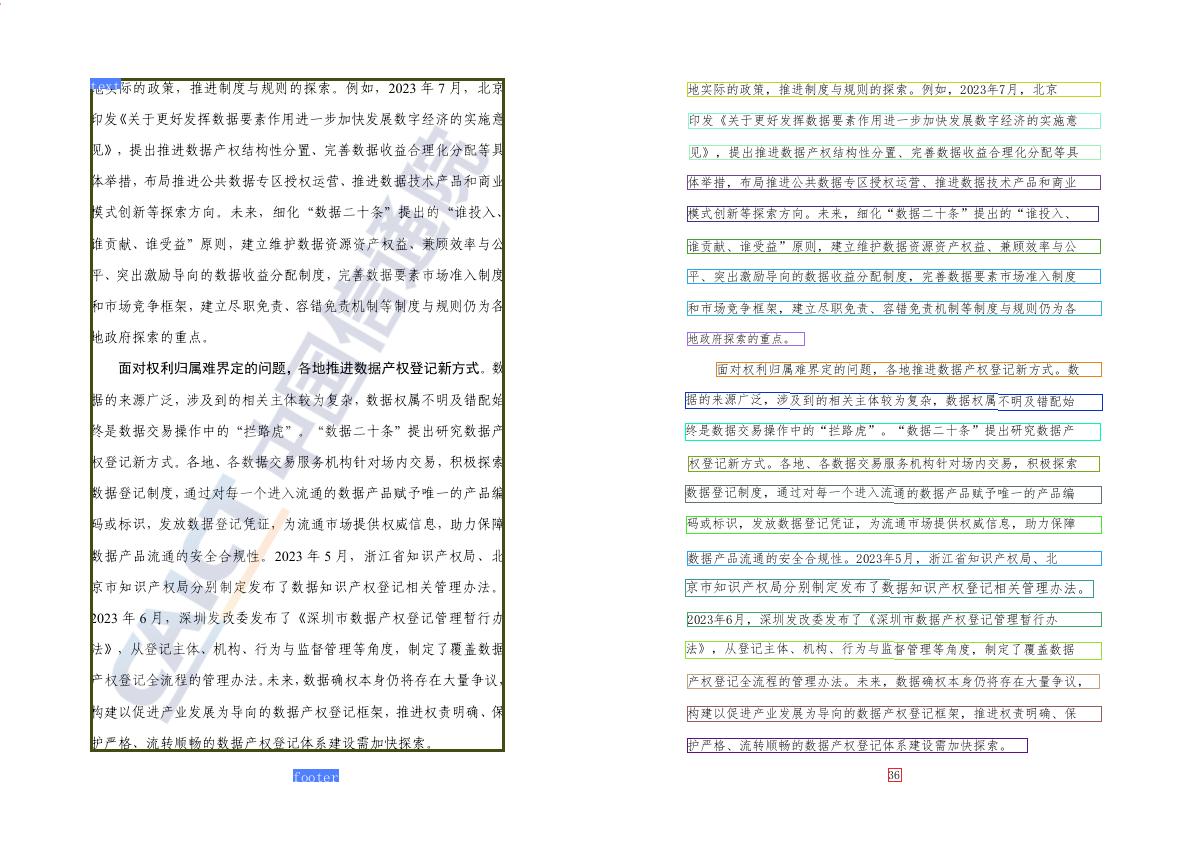 text
地实际的政策，推进制度与规则的探索。例如，2023 年 7 月，北京
印发《关于更好发挥数据要素作用进一步加快发展数字经济的实施意
见》，提出推进数据产权结构性分置、完善数据收益合理化分配等具
体举措，布局推进公共数据专区授权运营、推进数据技术产品和商业
模式创新等探索方向。未来，细化“数据二十条”提出的“谁投入、
谁贡献、谁受益”原则，建立维护数据资源资产权益、兼顾效率与公
平、突出激励导向的数据收益分配制度，完善数据要素市场准入制度
和市场竞争框架，建立尽职免责、容错免责机制等制度与规则仍为各
地政府探索的重点。
面对权利归属难界定的问题，各地推进数据产权登记新方式。数
据的来源广泛，涉及到的相关主体较为复杂，数据权属不明及错配始
终是数据交易操作中的“拦路虎”。“数据二十条”提出研究数据产
权登记新方式。各地、各数据交易服务机构针对场内交易，积极探索
数据登记制度，通过对每一个进入流通的数据产品赋予唯一的产品编
码或标识，发放数据登记凭证，为流通市场提供权威信息，助力保障
数据产品流通的安全合规性。2023 年 5 月，浙江省知识产权局、北
京市知识产权局分别制定发布了数据知识产权登记相关管理办法。
2023 年 6 月，深圳发改委发布了《深圳市数据产权登记管理暂行办
法》，从登记主体、机构、行为与监督管理等角度，制定了覆盖数据
产权登记全流程的管理办法。未来，数据确权本身仍将存在大量争议，
构建以促进产业发展为导向的数据产权登记框架，推进权责明确、保
护严格、流转顺畅的数据产权登记体系建设需加快探索。
footer
CAICT 中国信通院
地实际的政策，推进制度与规则的探索。例如，2023年7月，北京
印发《关于更好发挥数据要素作用进一步加快发展数字经济的实施意
见》，提出推进数据产权结构性分置、完善数据收益合理化分配等具
体举措，布局推进公共数据专区授权运营、推进数据技术产品和商业
模式创新等探索方向。未来，细化“数据二十条”提出的“谁投入、
谁贡献、谁受益”原则，建立维护数据资源资产权益、兼顾效率与公
平、突出激励导向的数据收益分配制度，完善数据要素市场准入制度
和市场竞争框架，建立尽职免责、容错免责机制等制度与规则仍为各
地政府探索的重点。
面对权利归属难界定的问题，各地推进数据产权登记新方式。数
据的来源广泛，涉及到的相关主体较为复杂，数据权属不明及错配始
终是数据交易操作中的“拦路虎”。“数据二十条”提出研究数据产
权登记新方式。各地、各数据交易服务机构针对场内交易，积极探索
数据登记制度，通过对每一个进入流通的数据产品赋予唯一的产品编
码或标识，发放数据登记凭证，为流通市场提供权威信息，助力保障
数据产品流通的安全合规性。2023年5月，浙江省知识产权局、北
京市知识产权局分别制定发布了数据知识产权登记相关管理办法。
2023年6月，深圳发改委发布了《深圳市数据产权登记管理暂行办
法》，从登记主体、机构、行为与监督管理等角度，制定了覆盖数据
产权登记全流程的管理办法。未来，数据确权本身仍将存在大量争议，
构建以促进产业发展为导向的数据产权登记框架，推进权责明确、保
护严格、流转顺畅的数据产权登记体系建设需加快探索。
36